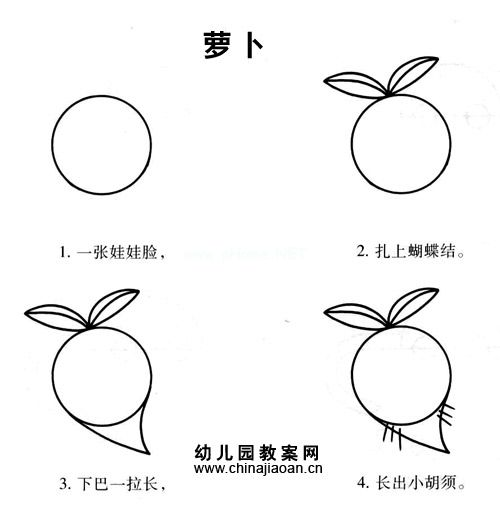 萝卜
1. 一张娃娃脸，
2. 扎上蝴蝶结。
3. 下巴一拉长，
4. 长出小胡须。
幼儿园教案网
www.chinajiaoan.cn